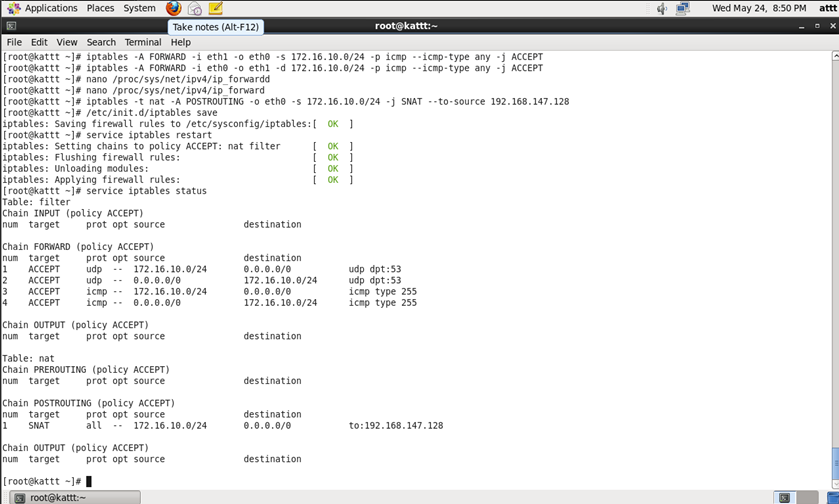 Applications Places System Wed May 24, 8:50 PM attt
Take notes (Alt-F12)
root@kattt:~
File Edit View Search Terminal Help
[root@kattt ~]# iptables -A FORWARD -i eth1 -o eth0 -s 172.16.10.0/24 -p icmp --icmp-type any -j ACCEPT
[root@kattt ~]# iptables -A FORWARD -i eth0 -o eth1 -d 172.16.10.0/24 -p icmp --icmp-type any -j ACCEPT
[root@kattt ~]# nano /proc/sys/net/ipv4/ip_forwardd
[root@kattt ~]# nano /proc/sys/net/ipv4/ip_forward
[root@kattt ~]# iptables -t nat -A POSTROUTING -o eth0 -s 172.16.10.0/24 -j SNAT --to-source 192.168.147.128
[root@kattt ~]# /etc/init.d/iptables save
iptables: Saving firewall rules to /etc/sysconfig/iptables:[ OK ]
[root@kattt ~]# service iptables restart
iptables: Setting chains to policy ACCEPT: nat filter [ OK ]
iptables: Flushing firewall rules: [ OK ]
iptables: Unloading modules: [ OK ]
iptables: Applying firewall rules: [ OK ]
[root@kattt ~]# service iptables status
Table: filter
Chain INPUT (policy ACCEPT)
num target prot opt source destination
Chain FORWARD (policy ACCEPT)
num target prot opt source destination
1 ACCEPT udp -- 172.16.10.0/24 0.0.0.0/0 udp dpt:53
2 ACCEPT udp -- 0.0.0.0/0 172.16.10.0/24 udp dpt:53
3 ACCEPT icmp -- 172.16.10.0/24 0.0.0.0/0 icmp type 255
4 ACCEPT icmp -- 0.0.0.0/0 172.16.10.0/24 icmp type 255
Chain OUTPUT (policy ACCEPT)
num target prot opt source destination
Table: nat
Chain PREROUTING (policy ACCEPT)
num target prot opt source destination
Chain POSTROUTING (policy ACCEPT)
num target prot opt source destination
1 SNAT all -- 172.16.10.0/24 0.0.0.0/0 to:192.168.147.128
Chain OUTPUT (policy ACCEPT)
num target prot opt source destination
[root@kattt ~]#
root@kattt:~